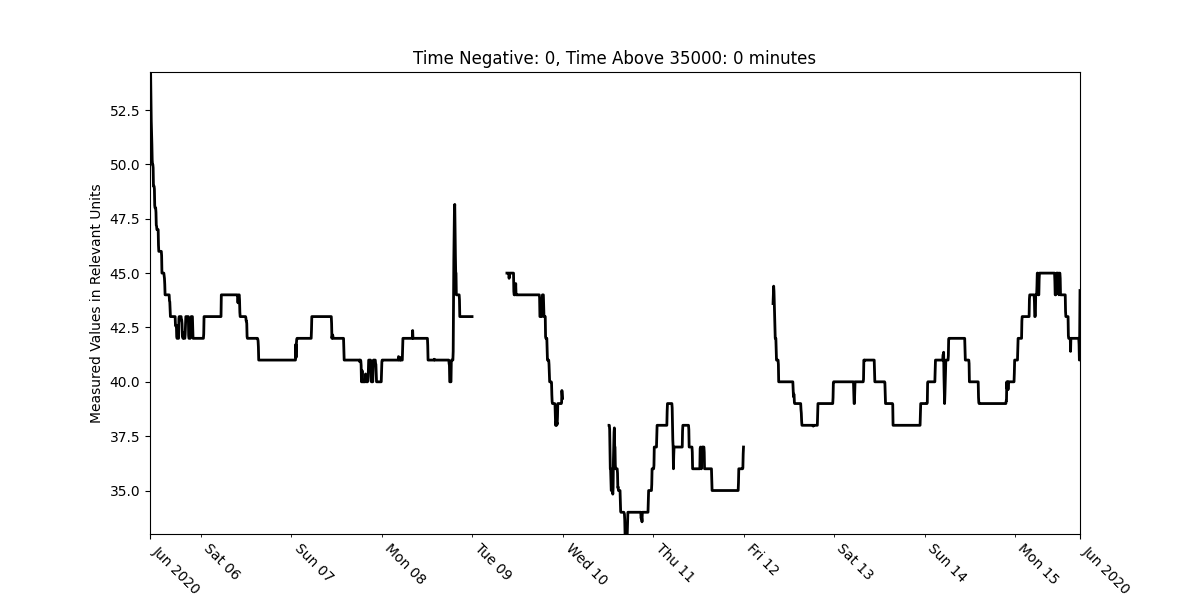 Time Negative: 0, Time Above 35000: 0 minutes
Measured Values in Relevant Units
52.5
50.0
47.5
45.0
42.5
40.0
37.5
35.0
Jun 2020
Sat 06
Sun 07
Mon 08
Tue 09
Wed 10
Thu 11
Fri 12
Sat 13
Sun 14
Mon 15
Jun 2020